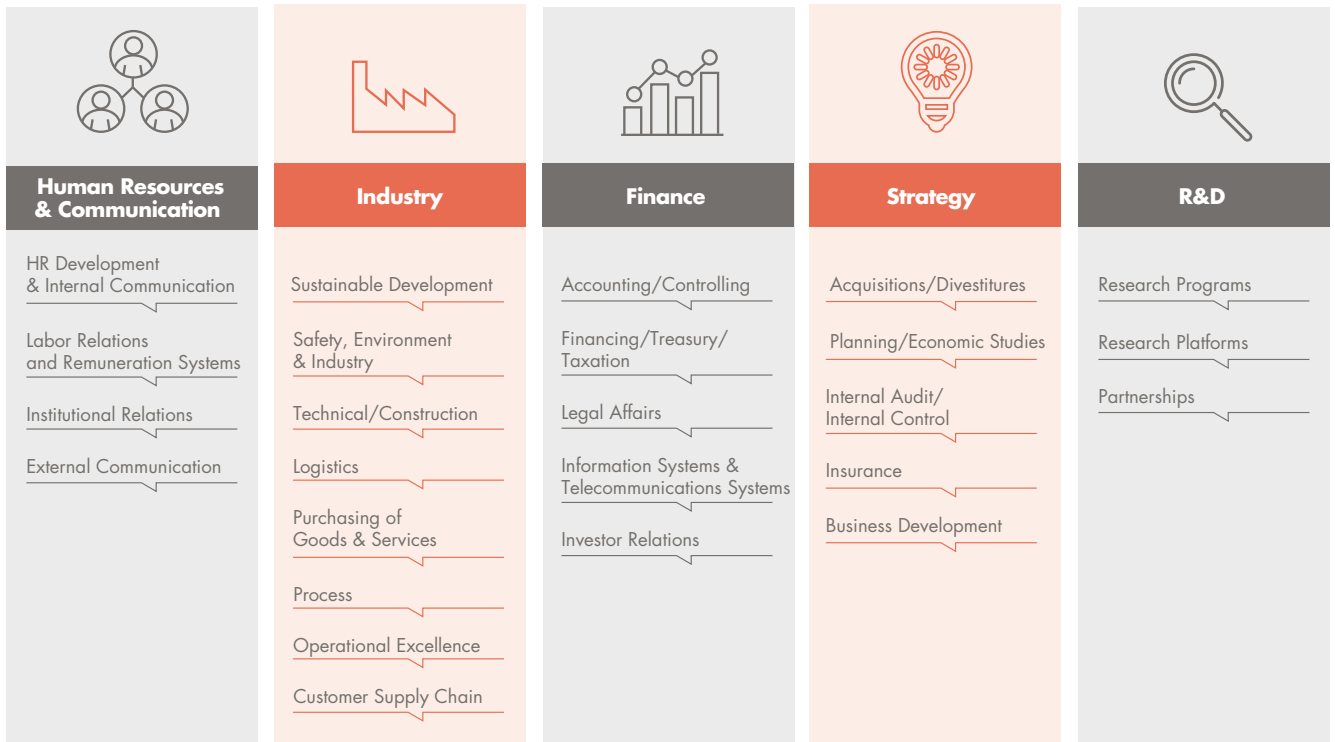 Human Resources
& Communication
HR Development
& Internal Communication
Labor Relations
and Remuneration Systems
Institutional Relations
External Communication
Industry
Sustainable Development
Safety, Environment
& Industry
Technical/Construction
Logistics
Purchasing of
Goods & Services
Process
Operational Excellence
Customer Supply Chain
Finance
Accounting/Controlling
Financing/Treasury/
Taxation
Legal Affairs
Information Systems &
Telecommunications Systems
Investor Relations
Strategy
Acquisitions/Divestitures
Planning/Economic Studies
Internal Audit/
Internal Control
Insurance
Business Development
R&D
Research Programs
Research Platforms
Partnerships